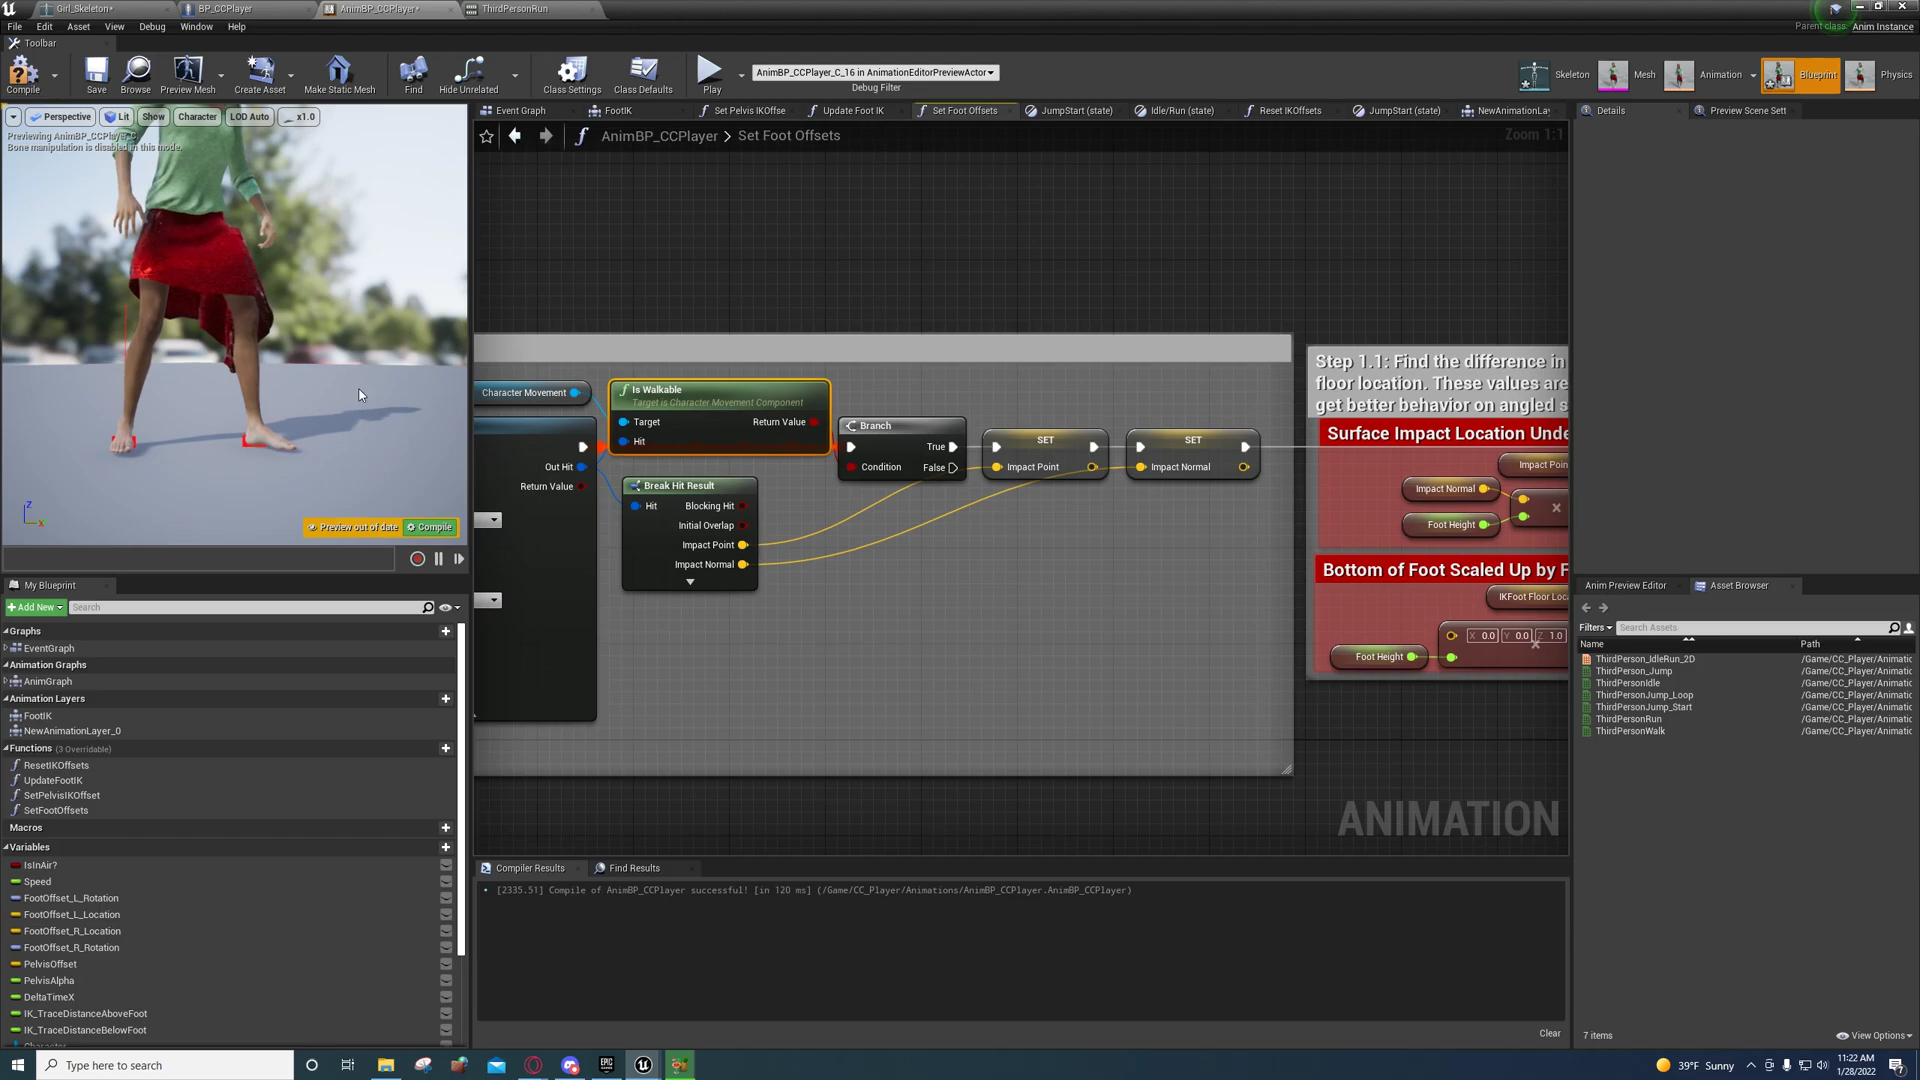 Girl_Skeleton*
BP_CCPlayer
AnimBP_CCPlayer*
ThirdPersonRun
File Edit Asset View Debug Window Help
Parent class: Anim Instance
Toolbar
Compile
Save
Browse
Preview Mesh
Create Asset
Make Static Mesh
Find
Hide Unrelated
Class Settings
Class Defaults
Play
AnimBP_CCPlayer_C_16 in AnimationEditorPreviewActor
Debug Filter
Skeleton
Mesh
Animation
Blueprint
Physics
Perspective Lit Show Character LOD Auto x1.0
Previewing AnimBP_CCPlayer_C
Bone manipulation is disabled in this mode.
Preview out of date Compile
Event Graph
FootIK
Set Pelvis IKOffse
Update Foot IK
Set Foot Offsets
JumpStart (state)
Idle/Run (state)
Reset IKOffsets
JumpStart (state)
NewAnimationLay
AnimBP_CCPlayer > Set Foot Offsets
Zoom 1:1
Character Movement
Out Hit
Return Value
Is Walkable
Target is Character Movement Component
Target Return Value
Hit
Break Hit Result
Hit Blocking Hit
Initial Overlap
Impact Point
Impact Normal
Branch
True
Condition False
SET
Impact Point
SET
Impact Normal
Step 1.1: Find the difference in
floor location. These values are
get better behavior on angled s
Surface Impact Location Unde
Impact Poin
Impact Normal
Foot Height
Bottom of Foot Scaled Up by F
IKFoot Floor Loc
X 0.0 Y 0.0 Z 1.0
Foot Height
ANIMATION
My Blueprint
Add New Search
Graphs
EventGraph
Animation Graphs
AnimGraph
Animation Layers
FootIK
NewAnimationLayer_0
Functions (3 Overridable)
ResetIKOffsets
UpdateFootIK
SetPelvisIKOffset
SetFootOffsets
Macros
Variables
IsInAir?
Speed
FootOffset_L_Rotation
FootOffset_L_Location
FootOffset_R_Location
FootOffset_R_Rotation
PelvisOffset
PelvisAlpha
DeltaTimeX
IK_TraceDistanceAboveFoot
IK_TraceDistanceBelowFoot
Compiler Results
Find Results
[2335.51] Compile of AnimBP_CCPlayer successful! [in 120 ms] (/Game/CC_Player/Animations/AnimBP_CCPlayer.AnimBP_CCPlayer)
Clear
Details
Preview Scene Sett
Anim Preview Editor
Asset Browser
Filters Search Assets
Name Path
ThirdPerson_IdleRun_2D /Game/CC_Player/Animatic
ThirdPerson_Jump /Game/CC_Player/Animatic
ThirdPersonIdle /Game/CC_Player/Animatic
ThirdPersonJump_Loop /Game/CC_Player/Animatic
ThirdPersonJump_Start /Game/CC_Player/Animatic
ThirdPersonRun /Game/CC_Player/Animatic
ThirdPersonWalk /Game/CC_Player/Animatic
7 items
View Options
Type here to search
EPIC GAMES
39°F Sunny
11:22 AM
1/28/2022
7